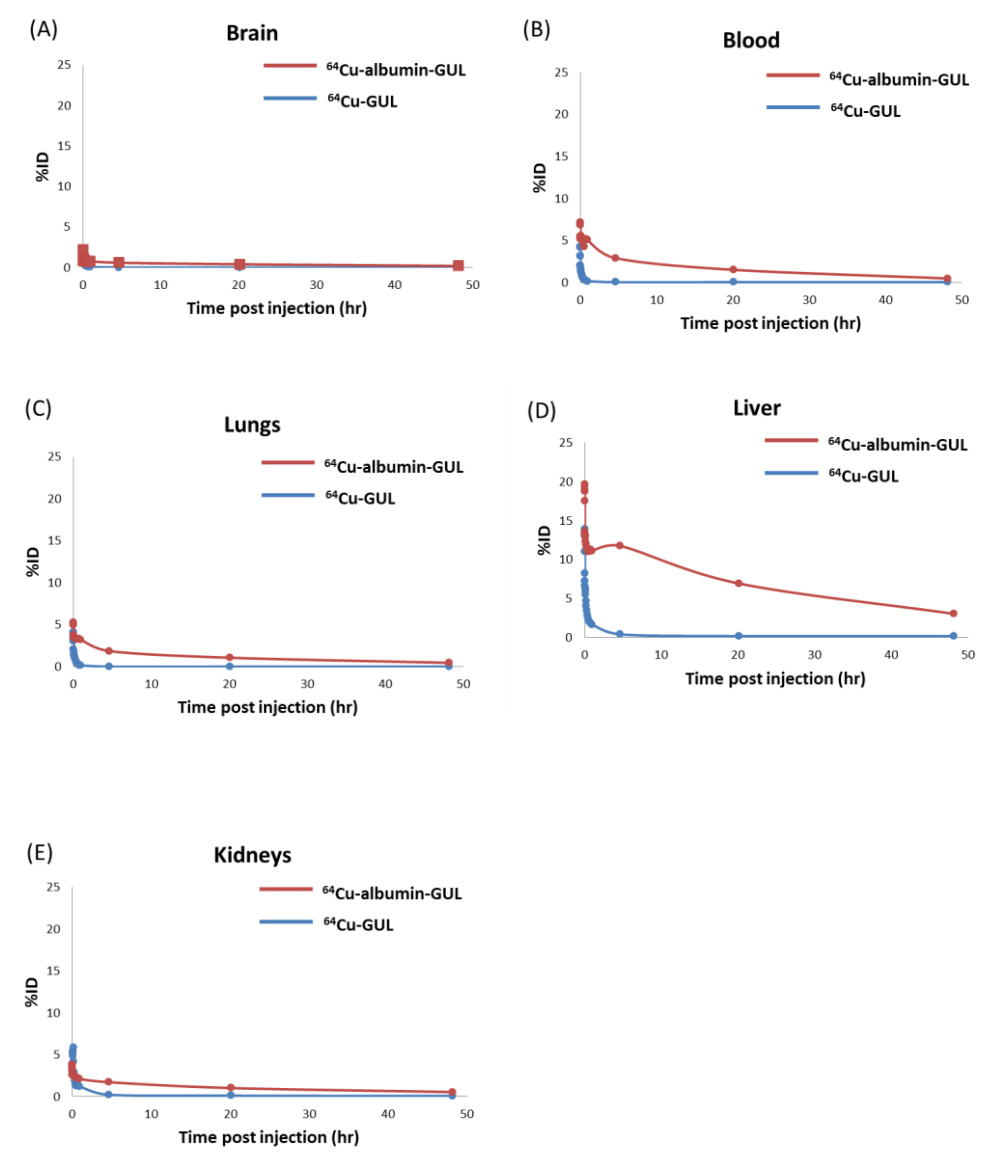 (A)
Brain
⁶⁴Cu-albumin-GUL
⁶⁴Cu-GUL
25
20
15
10
5
0
%ID
0 10 20 30 40 50
Time post injection (hr)
(B)
Blood
⁶⁴Cu-albumin-GUL
⁶⁴Cu-GUL
25
20
15
10
5
0
%ID
0 10 20 30 40 50
Time post injection (hr)
(C)
Lungs
⁶⁴Cu-albumin-GUL
⁶⁴Cu-GUL
25
20
15
10
5
0
%ID
0 10 20 30 40 50
Time post injection (hr)
(D)
Liver
⁶⁴Cu-albumin-GUL
⁶⁴Cu-GUL
25
20
15
10
5
0
%ID
0 10 20 30 40 50
Time post injection (hr)
(E)
Kidneys
⁶⁴Cu-albumin-GUL
⁶⁴Cu-GUL
25
20
15
10
5
0
%ID
0 10 20 30 40 50
Time post injection (hr)